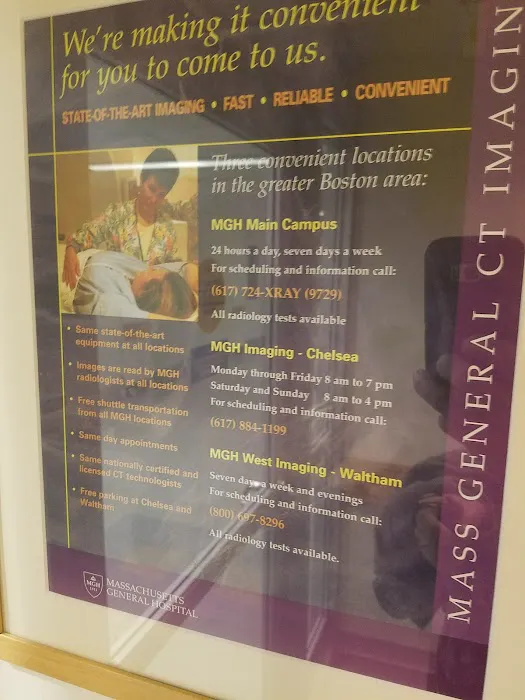 We're making it convenient
for you to come to us.
STATE-OF-THE-ART IMAGING • FAST • RELIABLE • CONVENIENT
Three convenient locations
in the greater Boston area:
MGH Main Campus
24 hours a day, seven days a week
For scheduling and information call:
(617) 724-XRAY (9729)
All radiology tests available
MGH Imaging - Chelsea
Monday through Friday 8 am to 7 pm
Saturday and Sunday 8 am to 4 pm
For scheduling and information call:
(617) 884-1199
MGH West Imaging - Waltham
Seven days a week and evenings
For scheduling and information call:
(800) 697-8296
All radiology tests available.
• Same state-of-the-art
equipment at all locations
• Images are read by MGH
radiologists at all locations
• Free shuttle transportation
from all MGH locations
• Same day appointments
• Same nationally certified and
licensed CT technologists
• Free parking at Chelsea and
Waltham
MGH
1811
MASSACHUSETTS
GENERAL HOSPITAL
MASS GENERAL CT IMAGIN